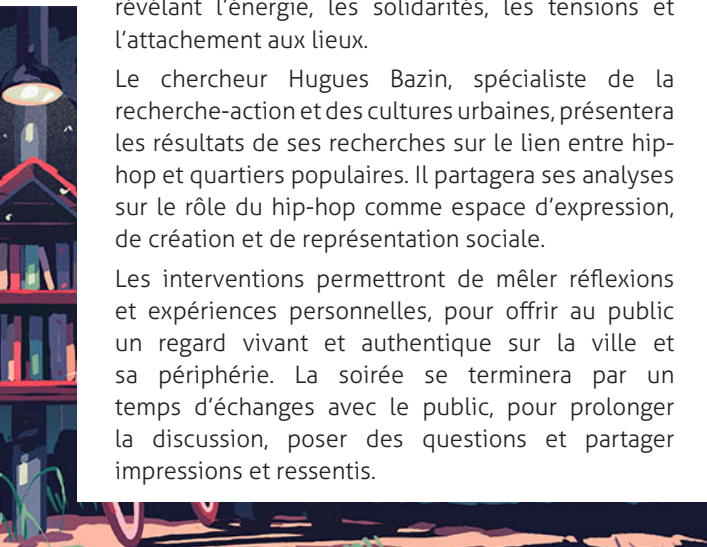 révélant l’énergie, les solidarités, les tensions et
l’attachement aux lieux.
Le chercheur Hugues Bazin, spécialiste de la
recherche-action et des cultures urbaines, présentera
les résultats de ses recherches sur le lien entre hip-
hop et quartiers populaires. Il partagera ses analyses
sur le rôle du hip-hop comme espace d’expression,
de création et de représentation sociale.
Les interventions permettront de mêler réflexions
et expériences personnelles, pour offrir au public
un regard vivant et authentique sur la ville et
sa périphérie. La soirée se terminera par un
temps d’échanges avec le public, pour prolonger
la discussion, poser des questions et partager
impressions et ressentis.